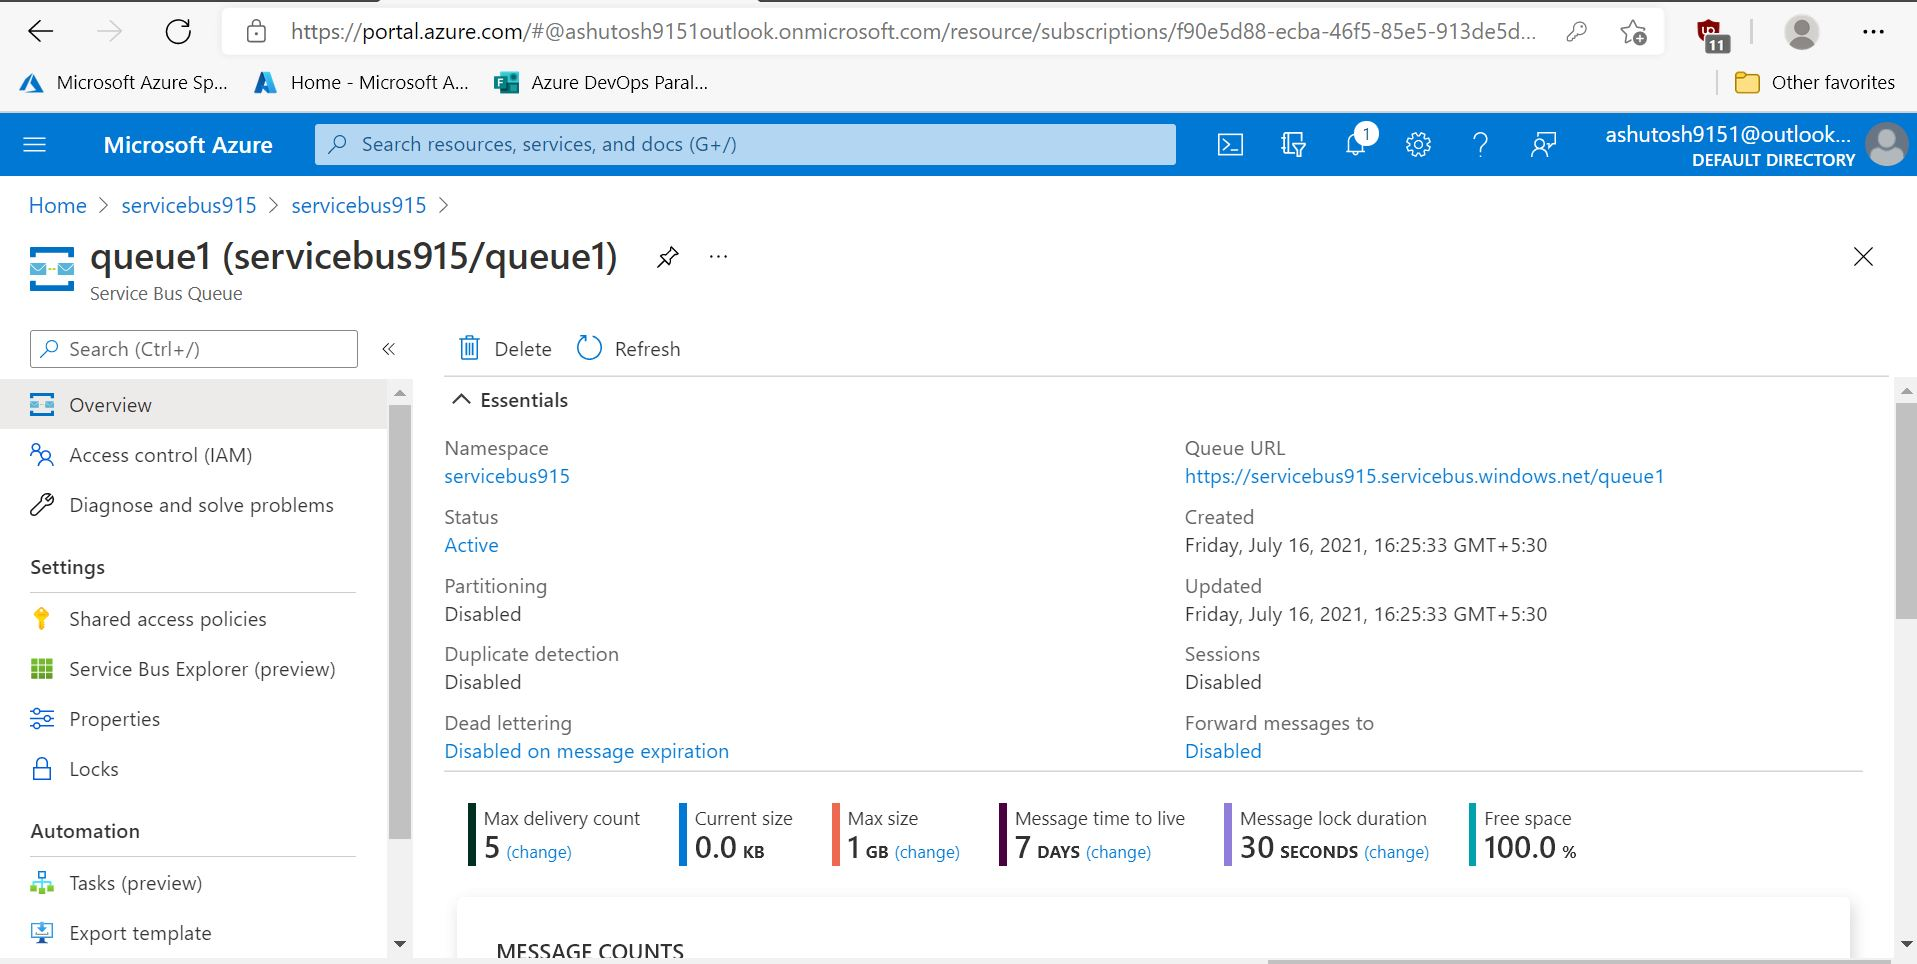 https://portal.azure.com/#@ashutosh9151outlook.onmicrosoft.com/resource/subscriptions/f90e5d88-ecba-46f5-85e5-913de5d...
11
Microsoft Azure Sp...
Home - Microsoft A...
Azure DevOps Paral...
Other favorites
Microsoft Azure
Search resources, services, and docs (G+/)
1
ashutosh9151@outlook...
DEFAULT DIRECTORY
Home > servicebus915 > servicebus915 >
queue1 (servicebus915/queue1)
Service Bus Queue
Search (Ctrl+/)
Delete
Refresh
Overview
Access control (IAM)
Diagnose and solve problems
Settings
Shared access policies
Service Bus Explorer (preview)
Properties
Locks
Automation
Tasks (preview)
Export template
Essentials
Namespace
servicebus915
Status
Active
Partitioning
Disabled
Duplicate detection
Disabled
Dead lettering
Disabled on message expiration
Queue URL
https://servicebus915.servicebus.windows.net/queue1
Created
Friday, July 16, 2021, 16:25:33 GMT+5:30
Updated
Friday, July 16, 2021, 16:25:33 GMT+5:30
Sessions
Disabled
Forward messages to
Disabled
Max delivery count
5 (change)
Current size
0.0 KB
Max size
1 GB (change)
Message time to live
7 DAYS (change)
Message lock duration
30 SECONDS (change)
Free space
100.0 %
MESSAGE COUNTS